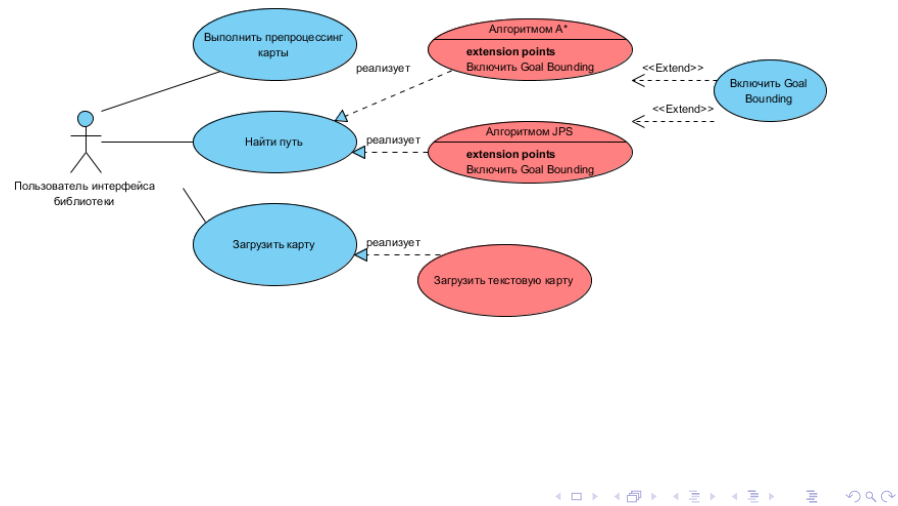 Выполнить препроцессинг
карты
Алгоритмом A*
extension points
Включить Goal Bounding
реализует
<<Extend>>
Включить Goal
Bounding
<<Extend>>
Найти путь
реализует
Алгоритмом JPS
extension points
Включить Goal Bounding
Пользователь интерфейса
библиотеки
Загрузить карту
реализует
Загрузить текстовую карту